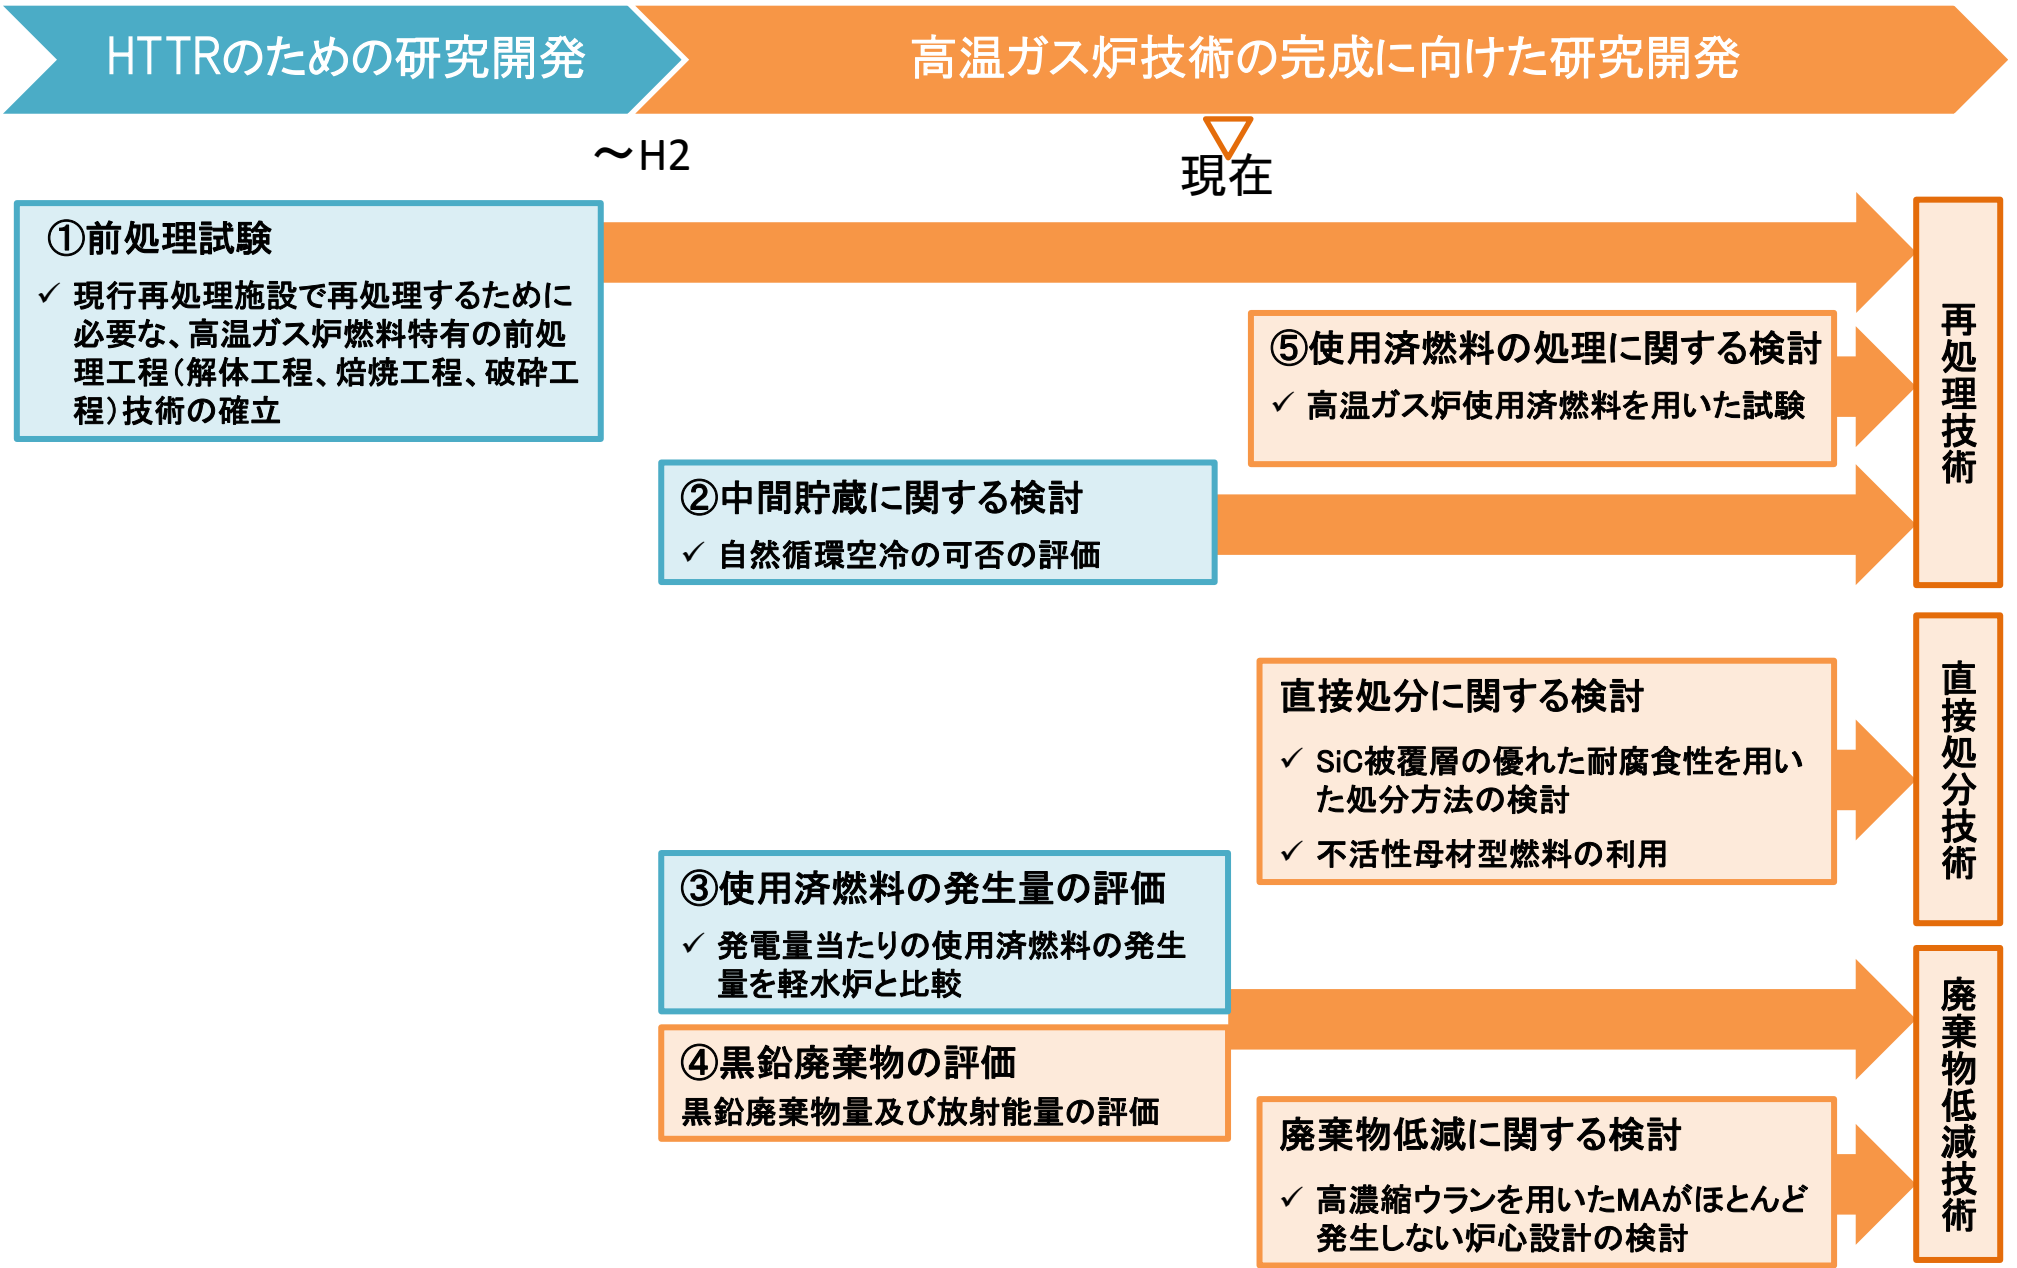 HTTRのための研究開発
高温ガス炉技術の完成に向けた研究開発
～H2
現在
①前処理試験
✓ 現行再処理施設で再処理するために
必要な、高温ガス炉燃料特有の前処
理工程（解体工程、焙焼工程、破砕工
程）技術の確立
⑤使用済燃料の処理に関する検討
✓ 高温ガス炉使用済燃料を用いた試験
②中間貯蔵に関する検討
✓ 自然循環空冷の可否の評価
再処理技術
直接処分に関する検討
✓ SiC被覆層の優れた耐腐食性を用い
た処分方法の検討
✓ 不活性母材型燃料の利用
直接処分技術
③使用済燃料の発生量の評価
✓ 発電量当たりの使用済燃料の発生
量を軽水炉と比較
④黒鉛廃棄物の評価
黒鉛廃棄物量及び放射能量の評価
廃棄物低減に関する検討
✓ 高濃縮ウランを用いたMAがほとんど
発生しない炉心設計の検討
廃棄物低減技術